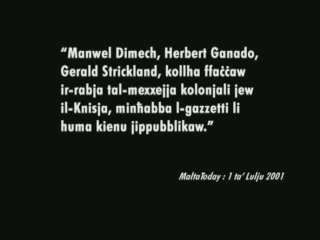 “Manwel Dimech, Herbert Ganado,
Gerald Strickland, kollha ffaċċaw
ir-rabja tal-mexxejja kolonjali jew
il-Knisja, minħabba l-gazzetti li
huma kienu jippubblikaw.”
MaltaToday : 1 ta’ Lulju 2001